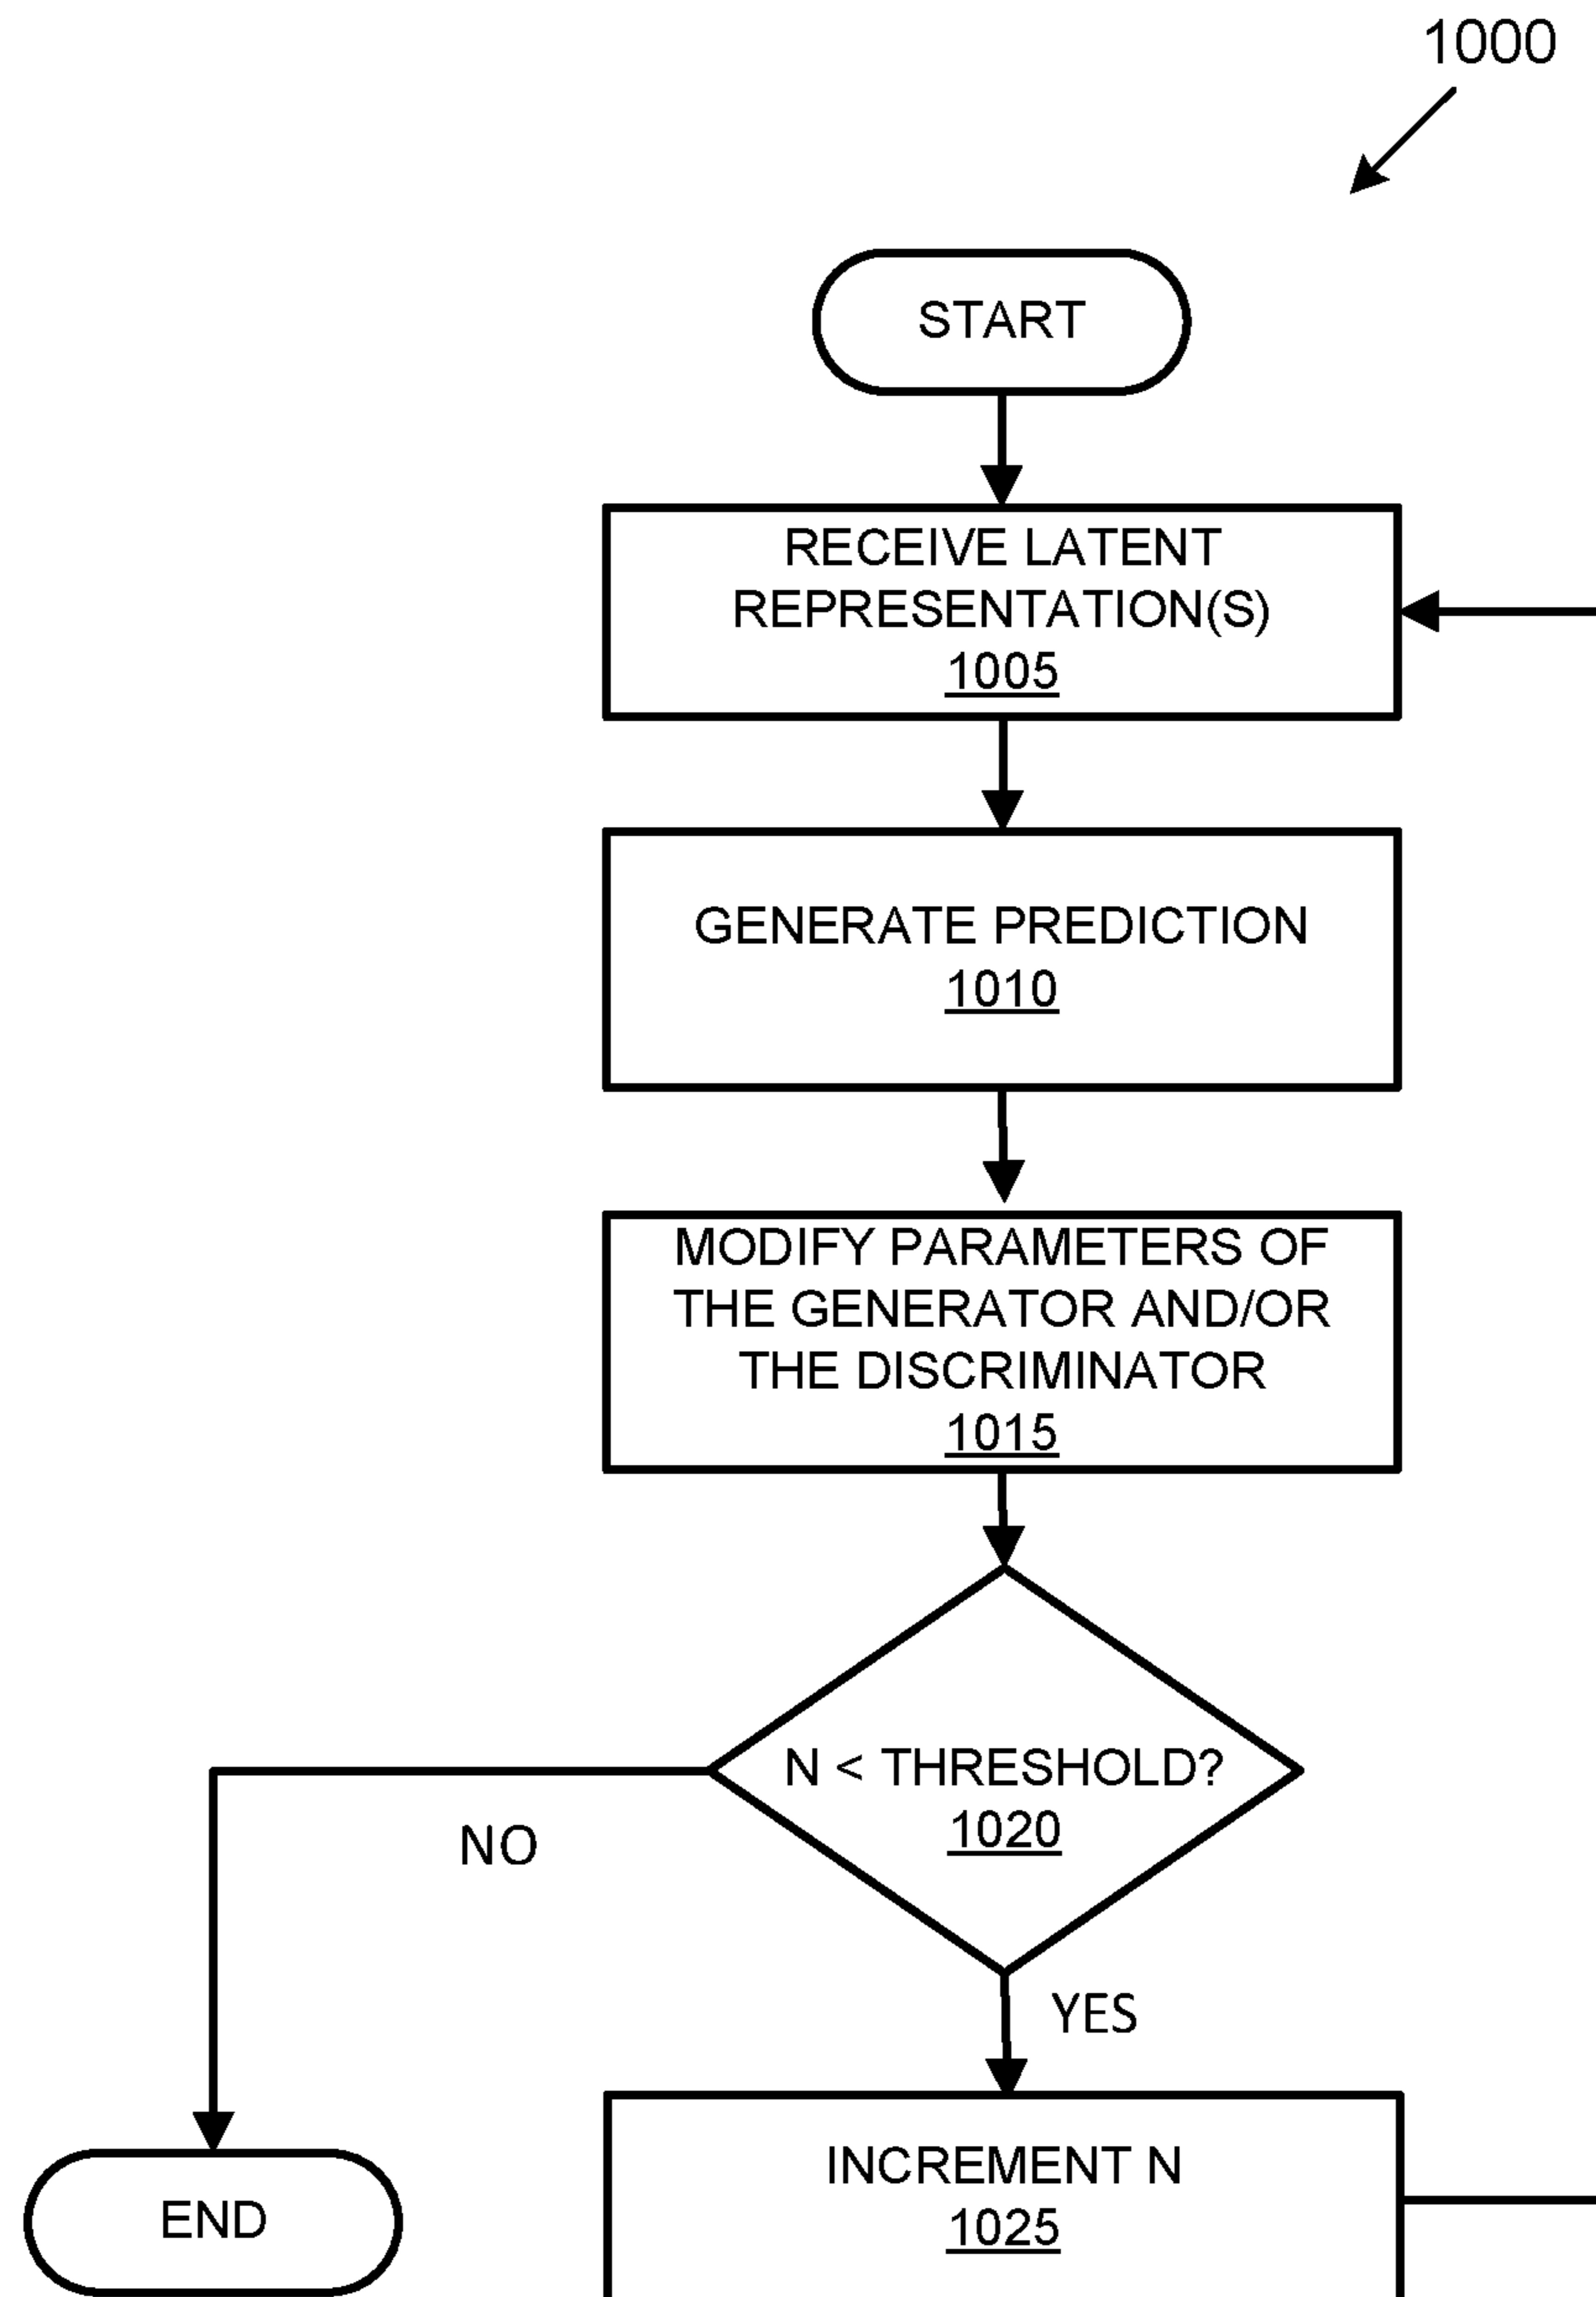 1000
START
RECEIVE LATENT
REPRESENTATION(S)
1005
GENERATE PREDICTION
1010
MODIFY PARAMETERS OF
THE GENERATOR AND/OR
THE DISCRIMINATOR
1015
N < THRESHOLD?
1020
NO
YES
INCREMENT N
1025
END